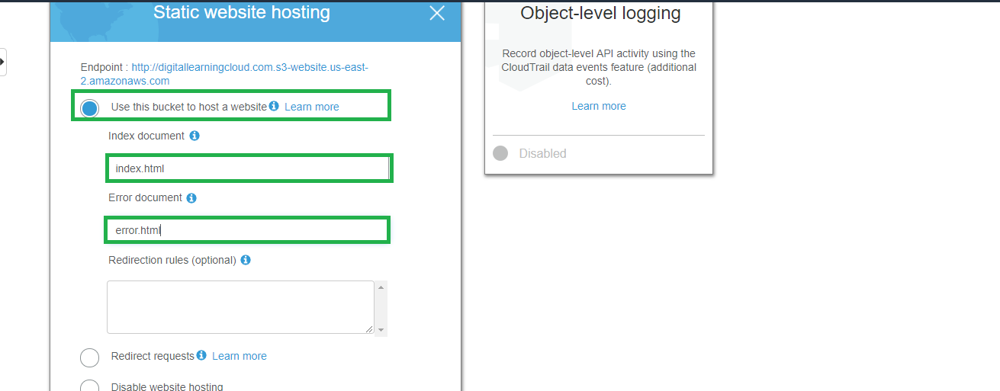 Static website hosting
Endpoint : http://digitallearningcloud.com.s3-website.us-east-
2.amazonaws.com
Use this bucket to host a website Learn more
Index document
index.html
Error document
error.html
Redirection rules (optional)
Redirect requests Learn more
Disable website hosting
Object-level logging
Record object-level API activity using the
CloudTrail data events feature (additional
cost).
Learn more
Disabled